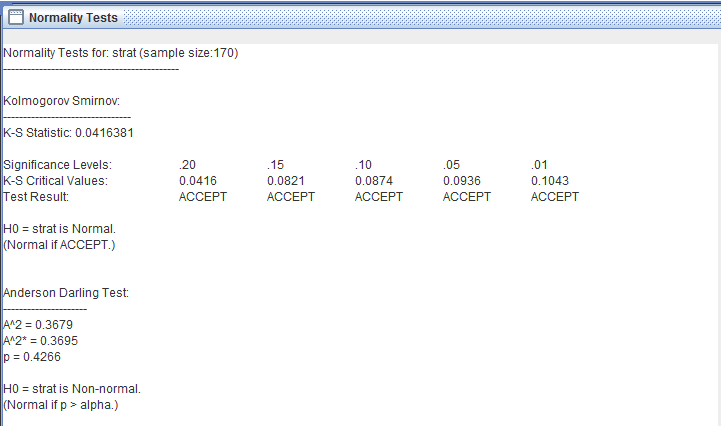 Normality Tests
Normality Tests for: strat (sample size:170)
--------------------------------------------
Kolmogorov Smirnov:
--------------------------------
K-S Statistic: 0.0416381
Significance Levels: .20 .15 .10 .05 .01
K-S Critical Values: 0.0416 0.0821 0.0874 0.0936 0.1043
Test Result: ACCEPT ACCEPT ACCEPT ACCEPT ACCEPT
H0 = strat is Normal.
(Normal if ACCEPT.)
Anderson Darling Test:
---------------------
A^2 = 0.3679
A^2* = 0.3695
p = 0.4266
H0 = strat is Non-normal.
(Normal if p > alpha.)